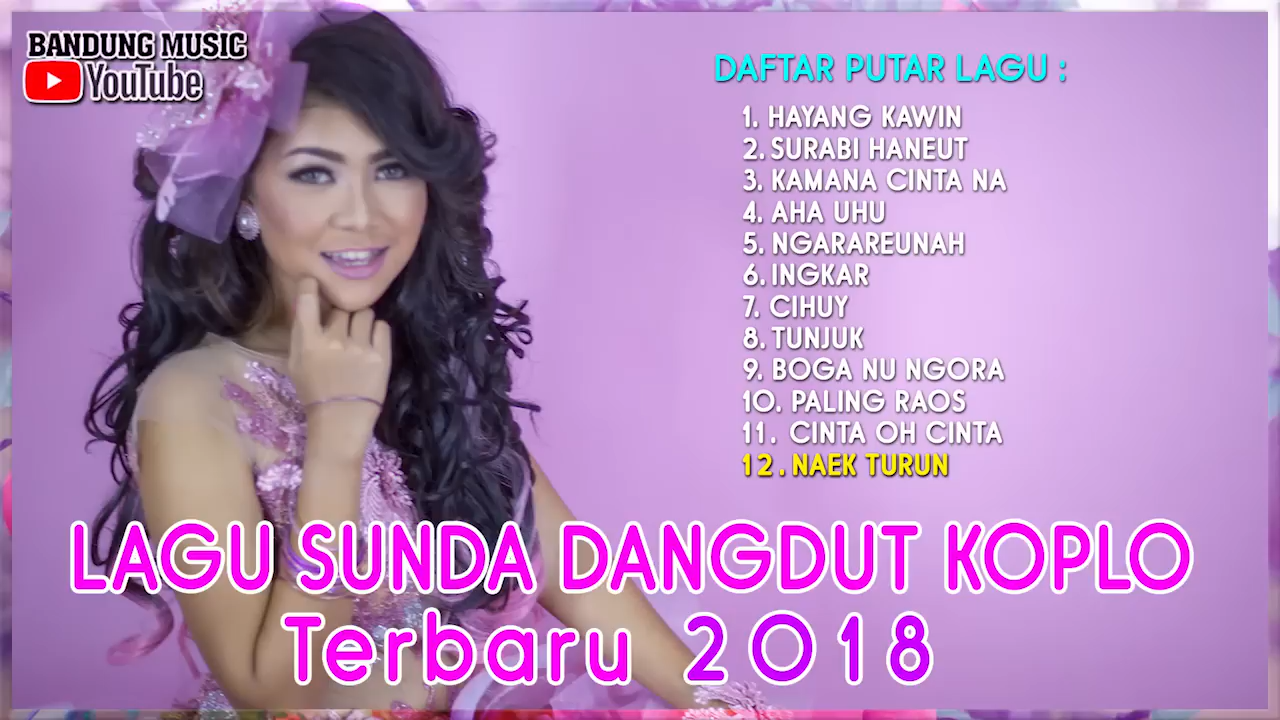 BANDUNG MUSIC
YouTube
DAFTAR PUTAR LAGU :
1. HAYANG KAWIN
2. SURABI HANEUT
3. KAMANA CINTA NA
4. AHA UHU
5. NGARAREUNAH
6. INGKAR
7. CIHUY
8. TUNJUK
9. BOGA NU NGORA
10. PALING RAOS
11. CINTA OH CINTA
12. NAEK TURUN
LAGU SUNDA DANGDUT KOPLO
Terbaru 2018